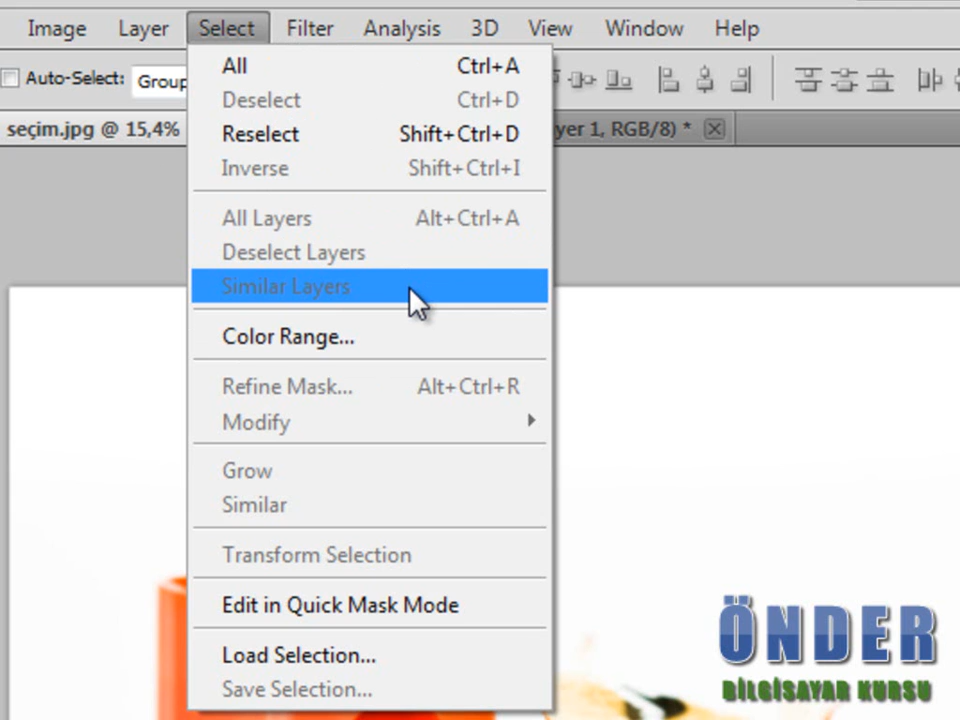 Image Layer Select Filter Analysis 3D View Window Help
Auto-Select: Group
seçim.jpg @ 15,4% yer 1, RGB/8) *
All Ctrl+A
Deselect Ctrl+D
Reselect Shift+Ctrl+D
Inverse Shift+Ctrl+I
All Layers Alt+Ctrl+A
Deselect Layers
Similar Layers
Color Range...
Refine Mask... Alt+Ctrl+R
Modify
Grow
Similar
Transform Selection
Edit in Quick Mask Mode
Load Selection...
Save Selection...
ÖNDER
BİLGİSAYAR KURSU